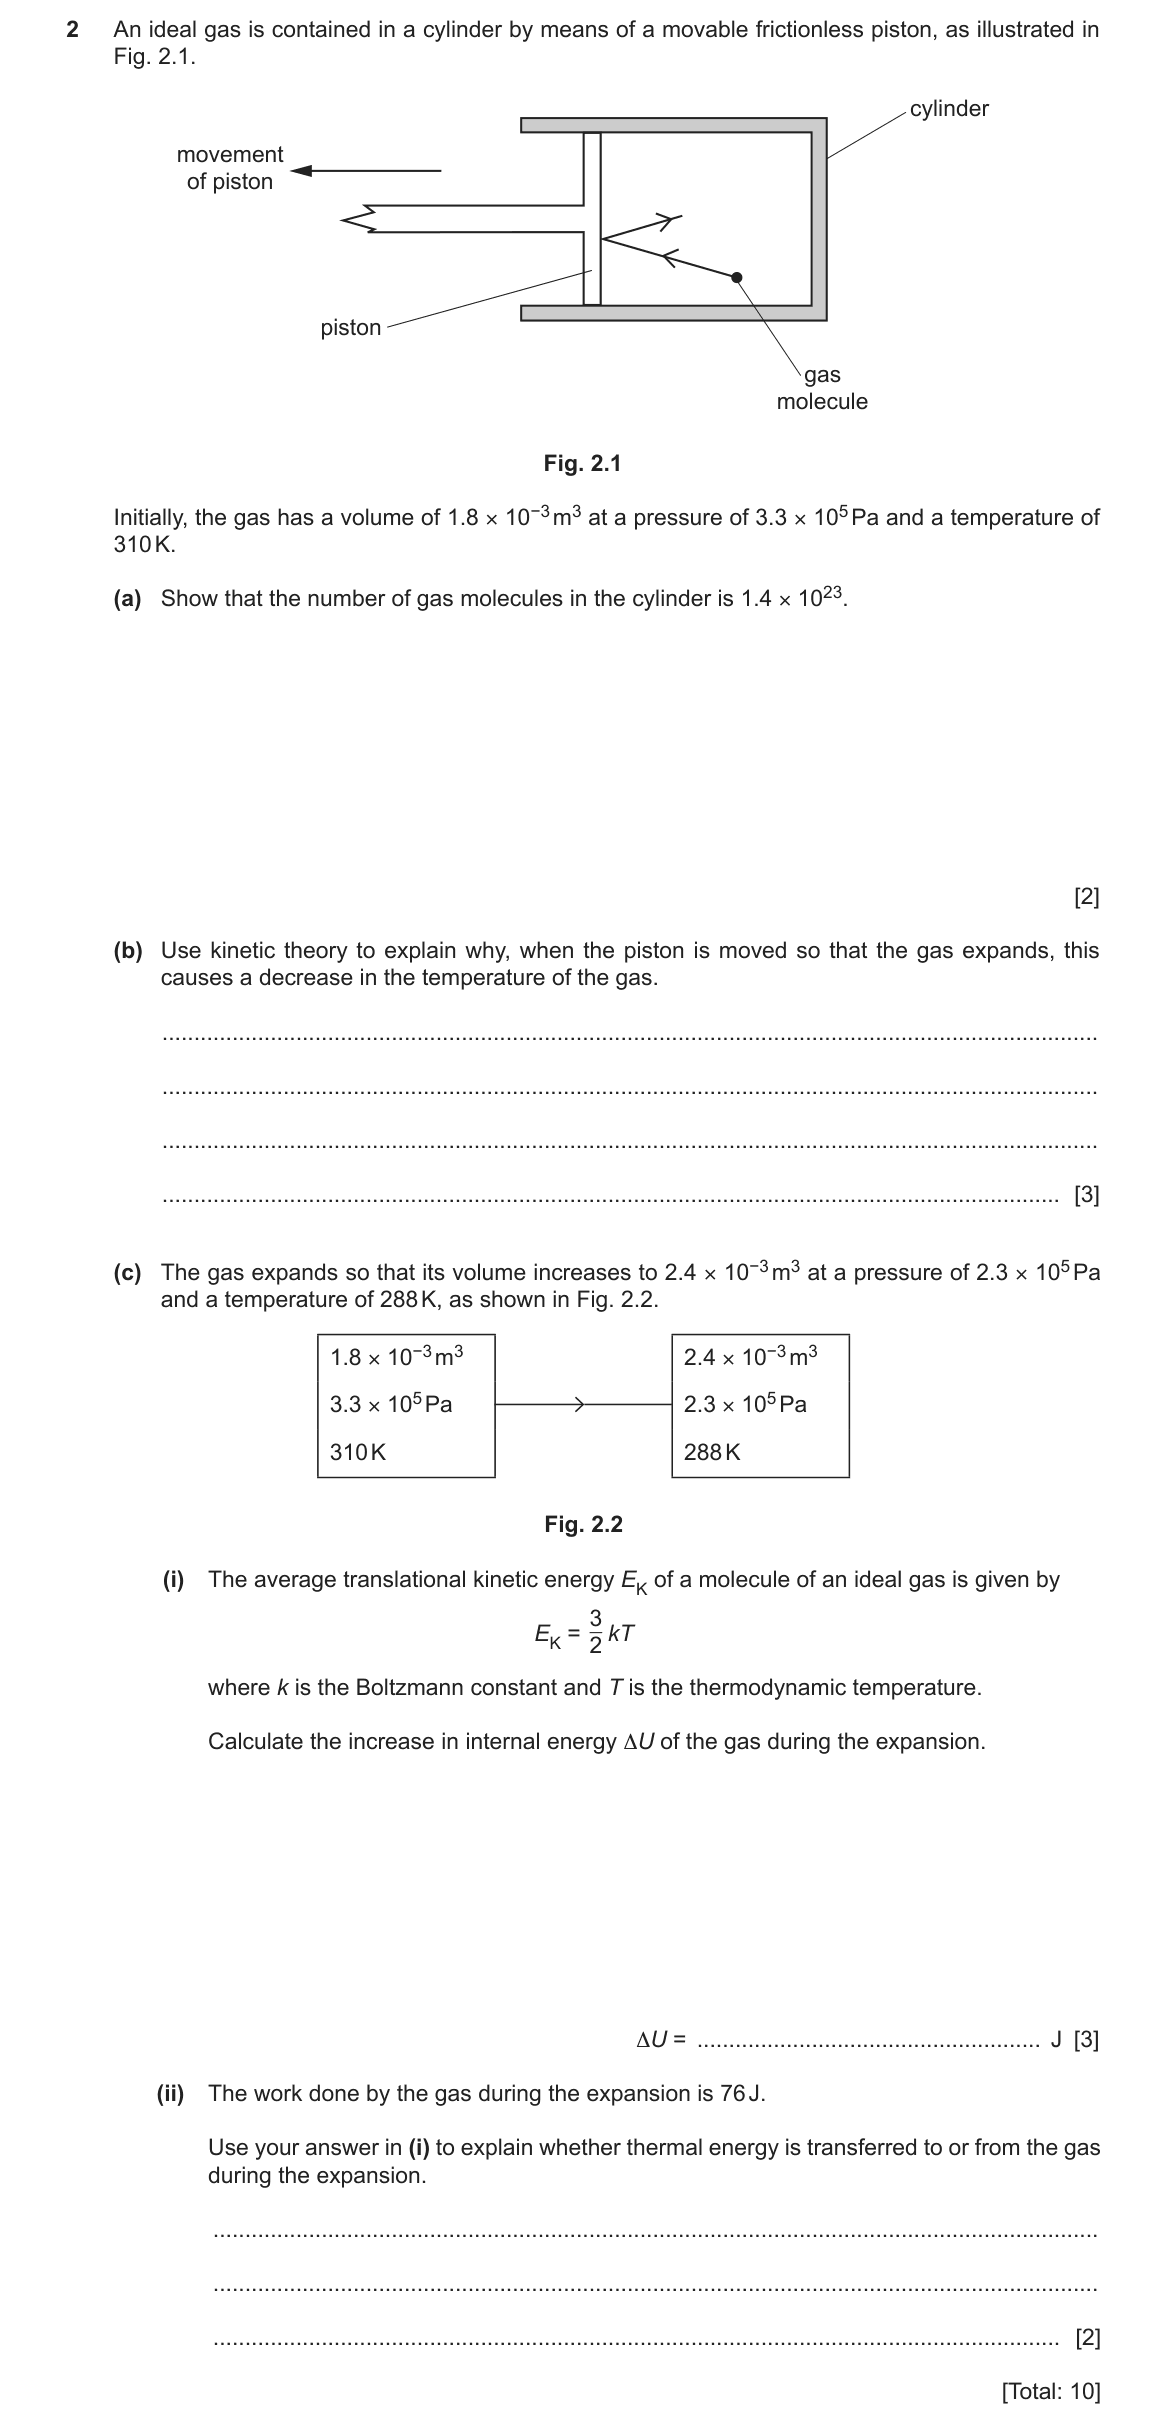 2 An ideal gas is contained in a cylinder by means of a movable frictionless piston, as illustrated in
Fig. 2.1.
cylinder
movement
of piston
piston
gas
molecule
Fig. 2.1
Initially, the gas has a volume of 1.8 × 10⁻³ m³ at a pressure of 3.3 × 10⁵ Pa and a temperature of
310 K.
(a) Show that the number of gas molecules in the cylinder is 1.4 × 10²³.
[2]
(b) Use kinetic theory to explain why, when the piston is moved so that the gas expands, this
causes a decrease in the temperature of the gas.
[3]
(c) The gas expands so that its volume increases to 2.4 × 10⁻³ m³ at a pressure of 2.3 × 10⁵ Pa
and a temperature of 288 K, as shown in Fig. 2.2.
1.8 × 10⁻³ m³
3.3 × 10⁵ Pa
310 K
2.4 × 10⁻³ m³
2.3 × 10⁵ Pa
288 K
Fig. 2.2
(i) The average translational kinetic energy E_K of a molecule of an ideal gas is given by
E_K = 3/2 kT
where k is the Boltzmann constant and T is the thermodynamic temperature.
Calculate the increase in internal energy ΔU of the gas during the expansion.
ΔU = ........................................ J [3]
(ii) The work done by the gas during the expansion is 76 J.
Use your answer in (i) to explain whether thermal energy is transferred to or from the gas
during the expansion.
[2]
[Total: 10]